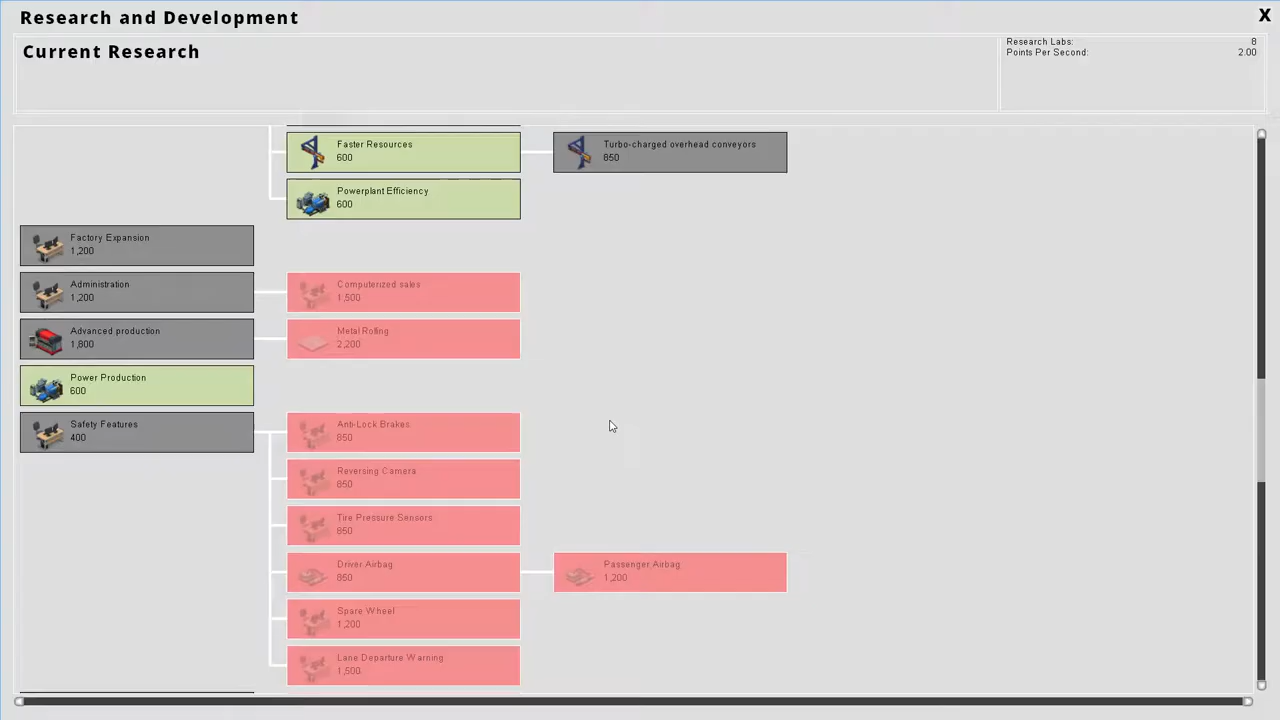 Research and Development
X
Current Research
Research Labs: 8
Points Per Second: 2.00
Faster Resources
600
Turbo-charged overhead conveyors
850
Powerplant Efficiency
600
Factory Expansion
1,200
Administration
1,200
Computerized sales
1,500
Advanced production
1,800
Metal Rolling
2,200
Power Production
600
Safety Features
400
Anti-Lock Brakes
850
Reversing Camera
850
Tire Pressure Sensors
850
Driver Airbag
850
Passenger Airbag
1,200
Spare Wheel
1,200
Lane Departure Warning
1,500